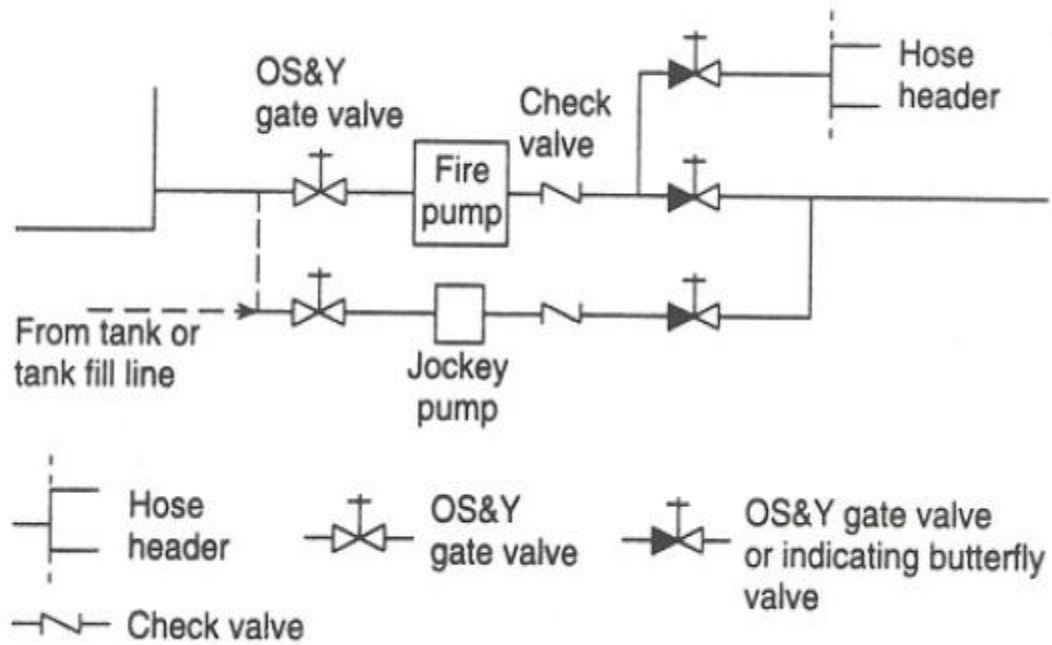 OS&Y
gate valve
Fire
pump
Check
valve
Hose
header
From tank or
tank fill line
Jockey
pump
Hose
header
OS&Y
gate valve
OS&Y gate valve
or indicating butterfly
valve
Check valve